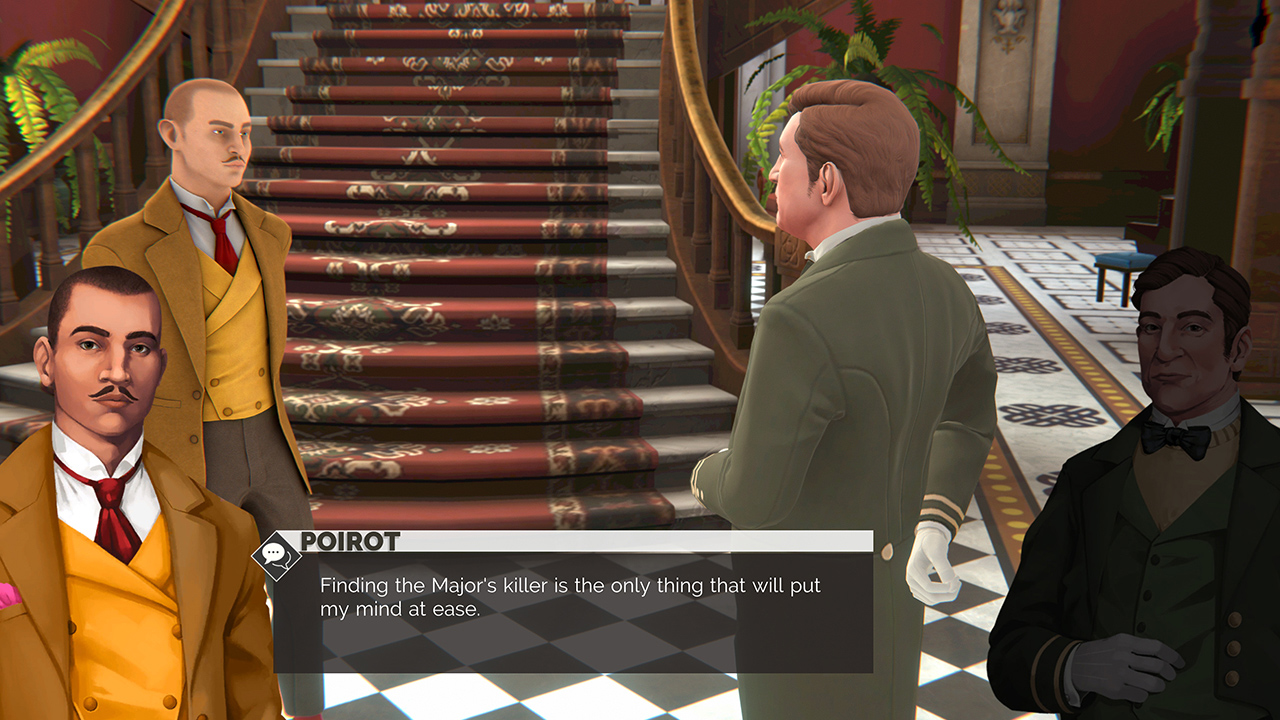 POIROT
Finding the Major's killer is the only thing that will put
my mind at ease.